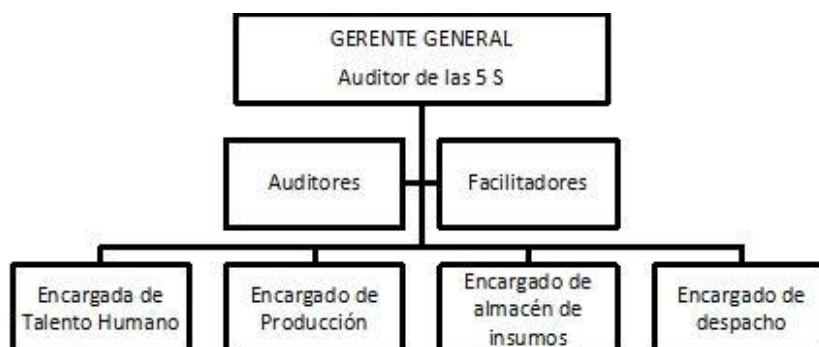 GERENTE GENERAL
Auditor de las 5 S
Auditores
Facilitadores
Encargada de
Talento Humano
Encargado de
Producción
Encargado de
almacén de
insumos
Encargado de
despacho